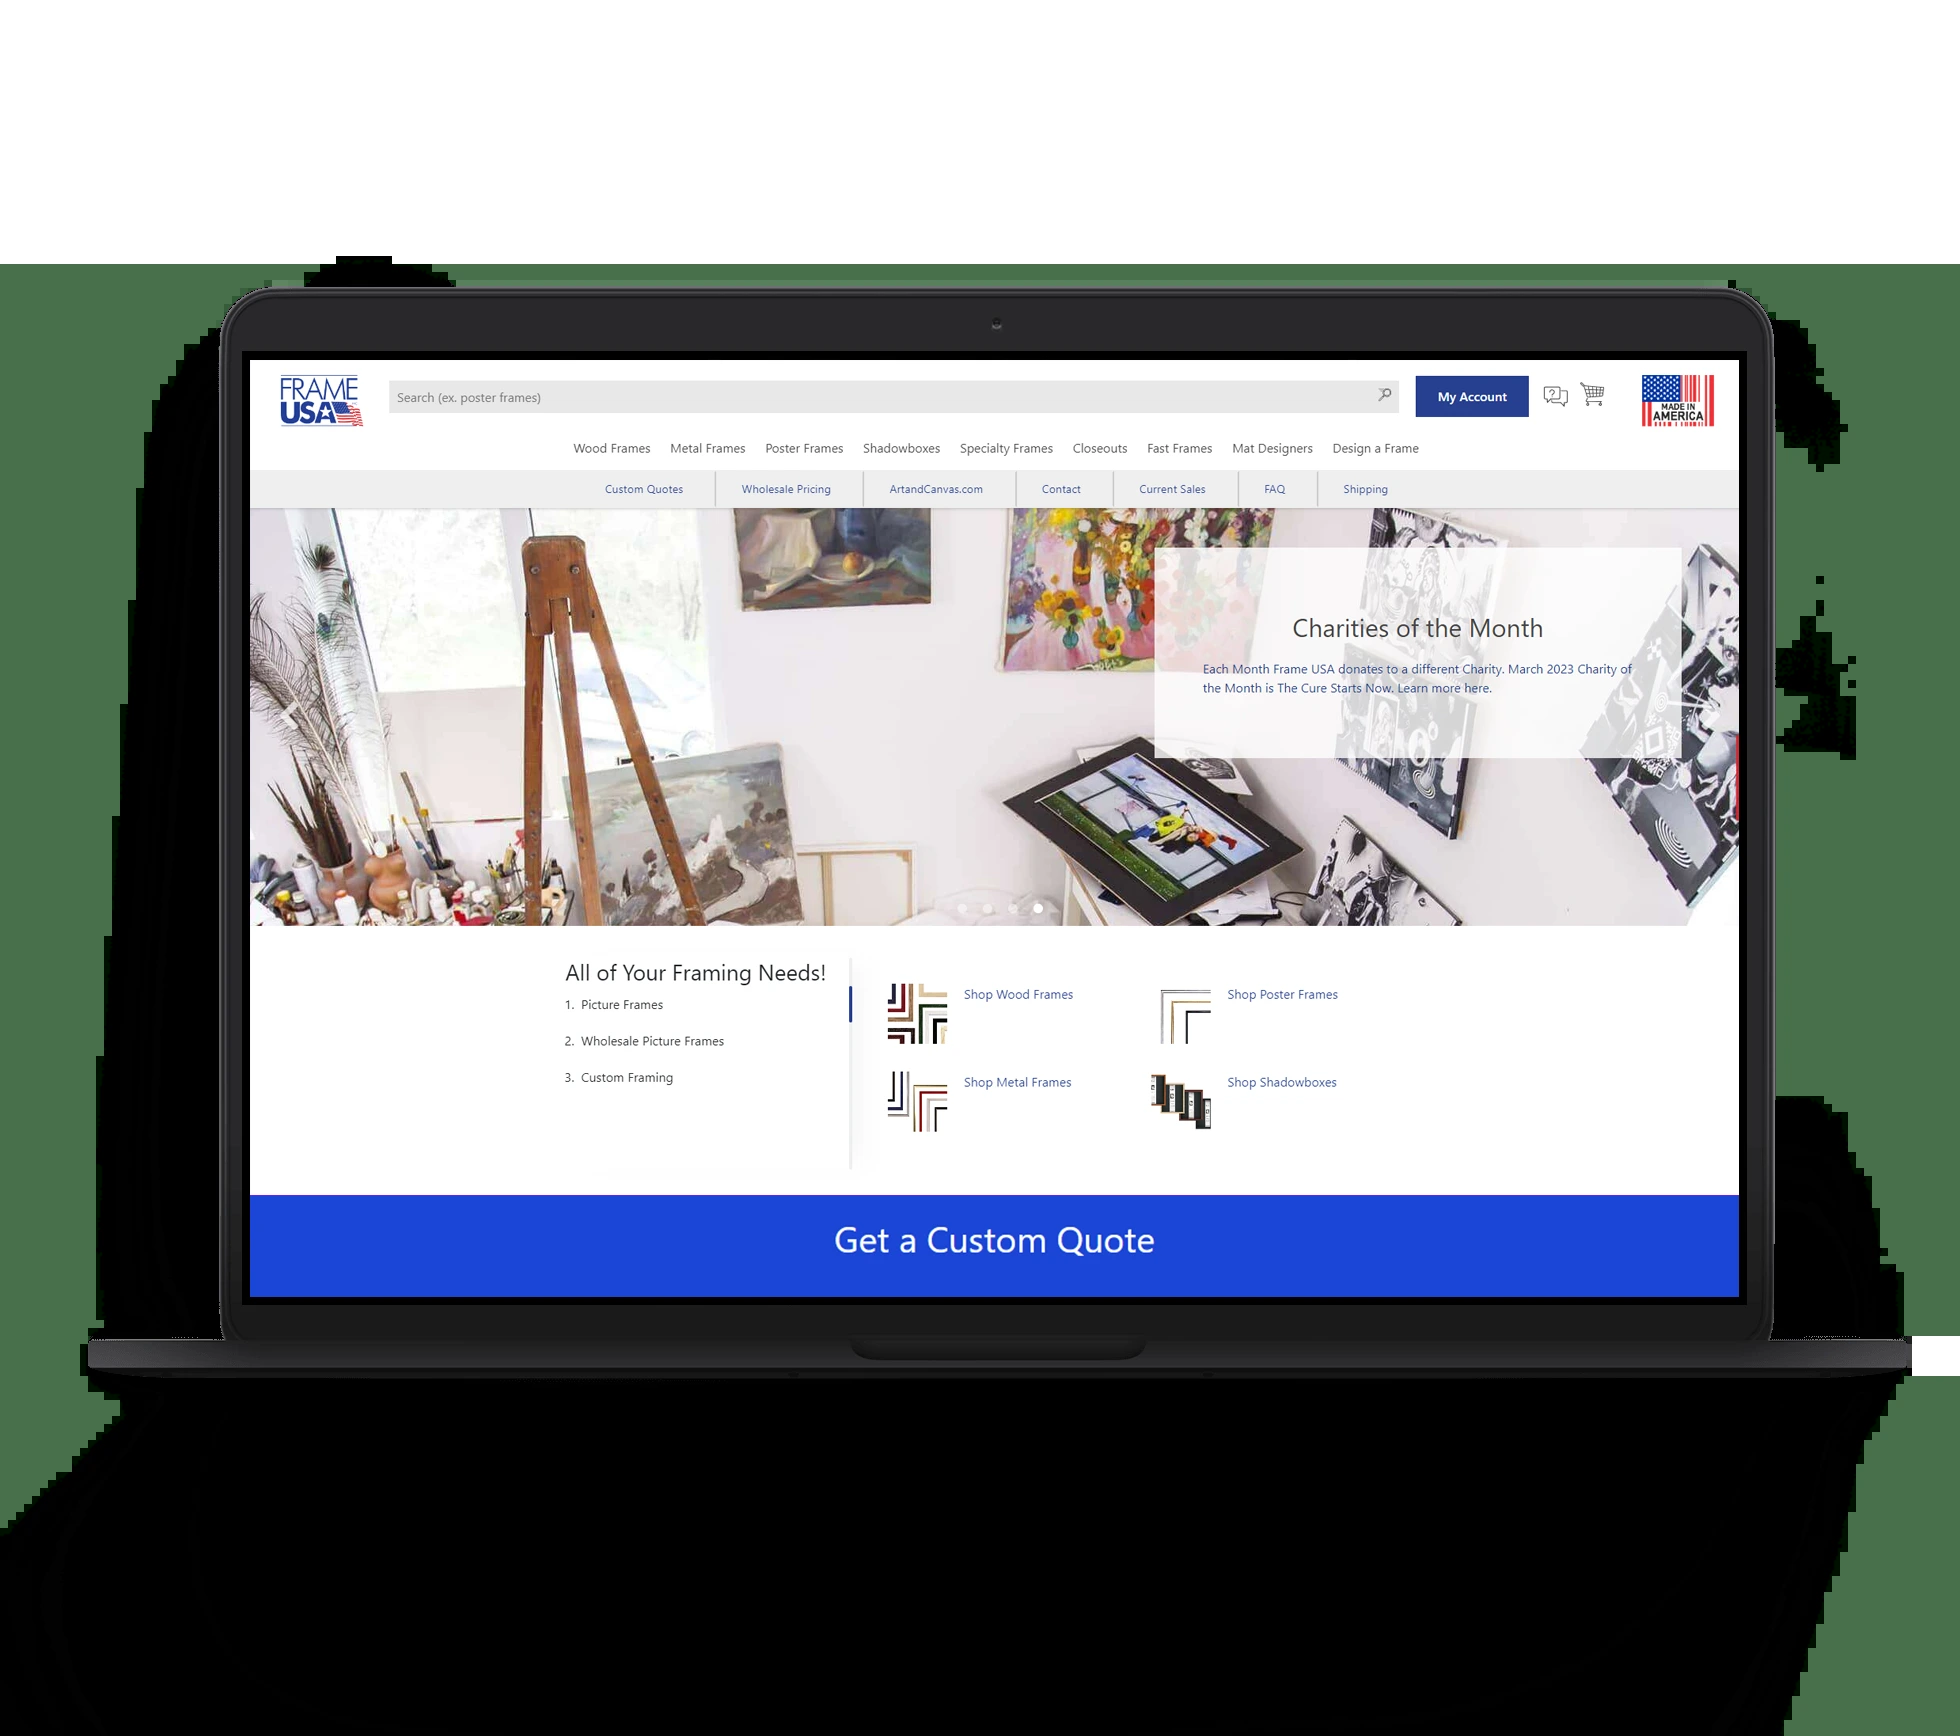 FRAME
USA
Search (ex. poster frames)
My Account
MADE IN
AMERICA
Wood Frames Metal Frames Poster Frames Shadowboxes Specialty Frames Closeouts Fast Frames Mat Designers Design a Frame
Custom Quotes Wholesale Pricing ArtandCanvas.com Contact Current Sales FAQ Shipping
Charities of the Month
Each Month Frame USA donates to a different Charity. March 2023 Charity of
the Month is The Cure Starts Now. Learn more here.
All of Your Framing Needs!
1. Picture Frames
2. Wholesale Picture Frames
3. Custom Framing
Shop Wood Frames
Shop Poster Frames
Shop Metal Frames
Shop Shadowboxes
Get a Custom Quote